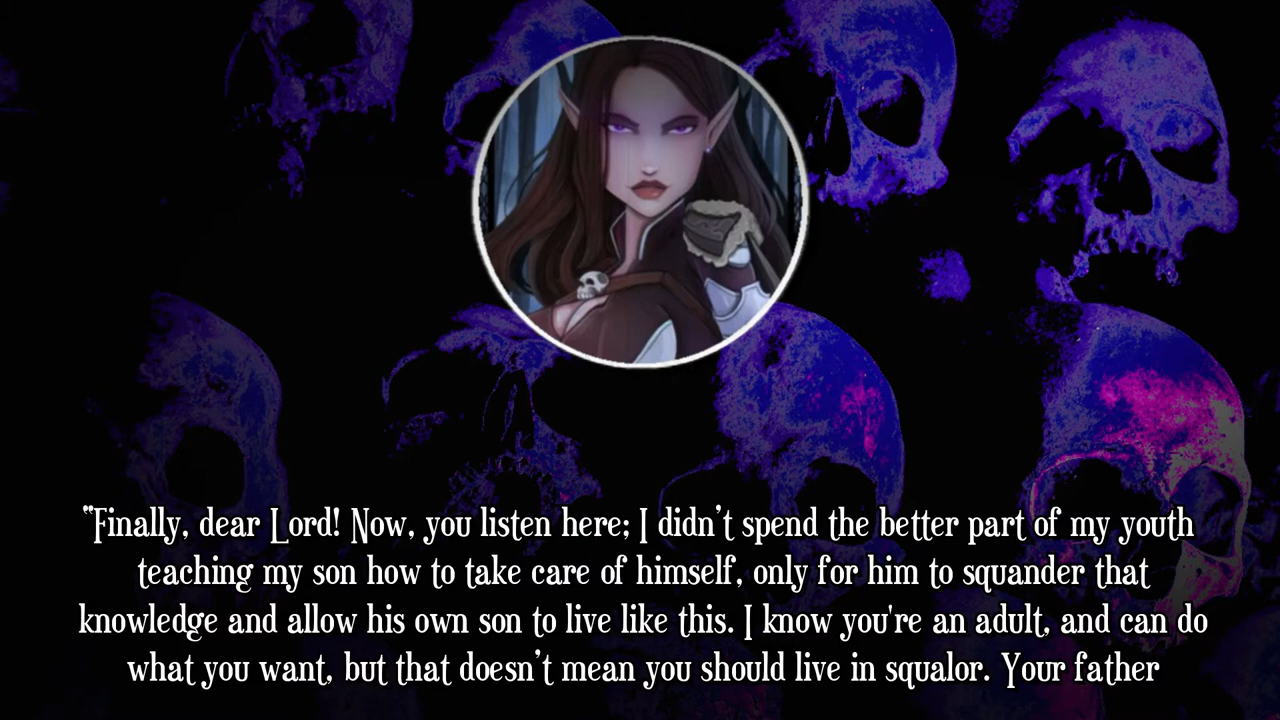 “Finally, dear Lord! Now, you listen here; I didn’t spend the better part of my youth
teaching my son how to take care of himself, only for him to squander that
knowledge and allow his own son to live like this. I know you're an adult, and can do
what you want, but that doesn’t mean you should live in squalor. Your father